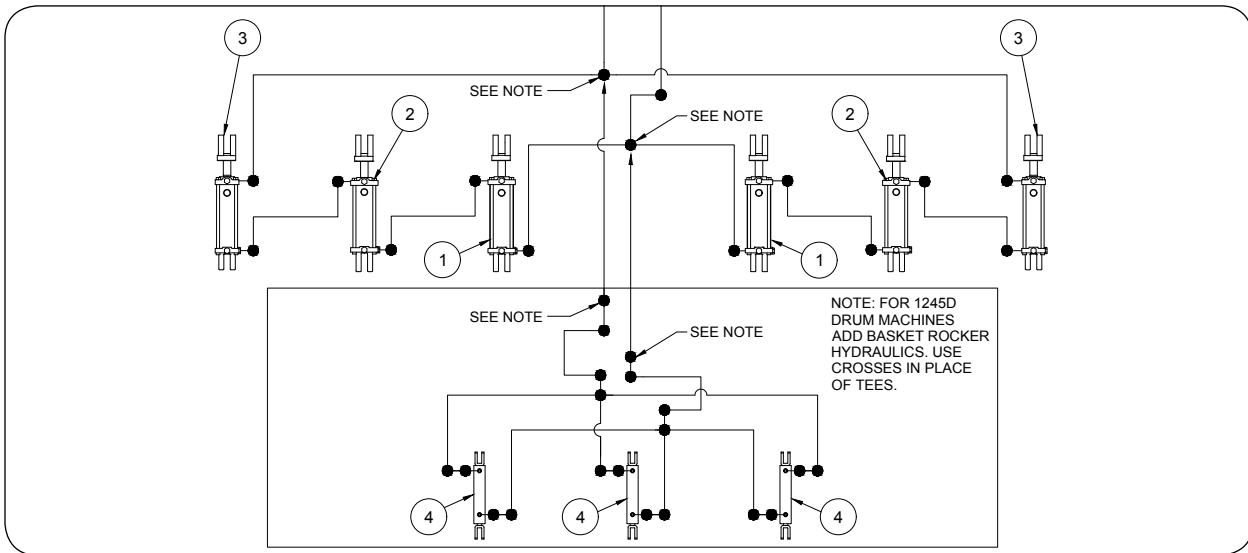 3
3
SEE NOTE
2
SEE NOTE
2
1
1
SEE NOTE
SEE NOTE
NOTE: FOR 1245D
DRUM MACHINES
ADD BASKET ROCKER
HYDRAULICS. USE
CROSSES IN PLACE
OF TEES.
4
4
4